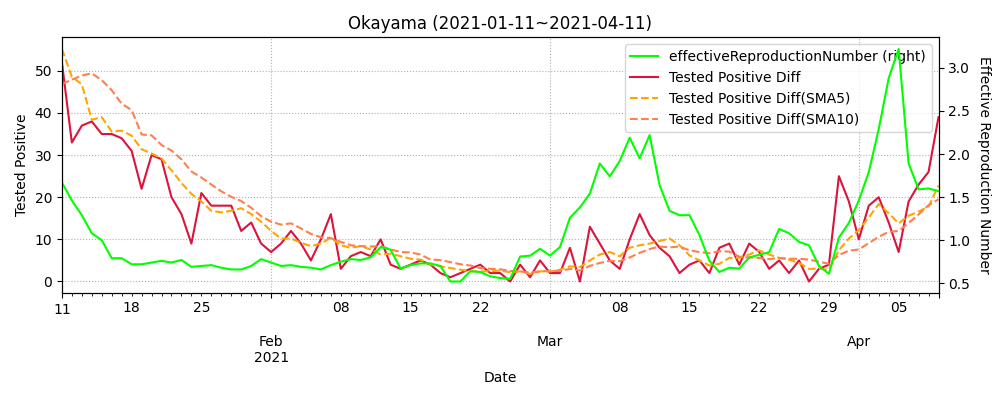 Okayama (2021-01-11~2021-04-11)
effectiveReproductionNumber (right)
Tested Positive Diff
Tested Positive Diff(SMA5)
Tested Positive Diff(SMA10)
Tested Positive
50
40
30
20
10
0
Effective Reproduction Number
3.0
2.5
2.0
1.5
1.0
0.5
11 18 25 08 15 22 08 15 22 29 05
Feb Mar Apr
2021
Date